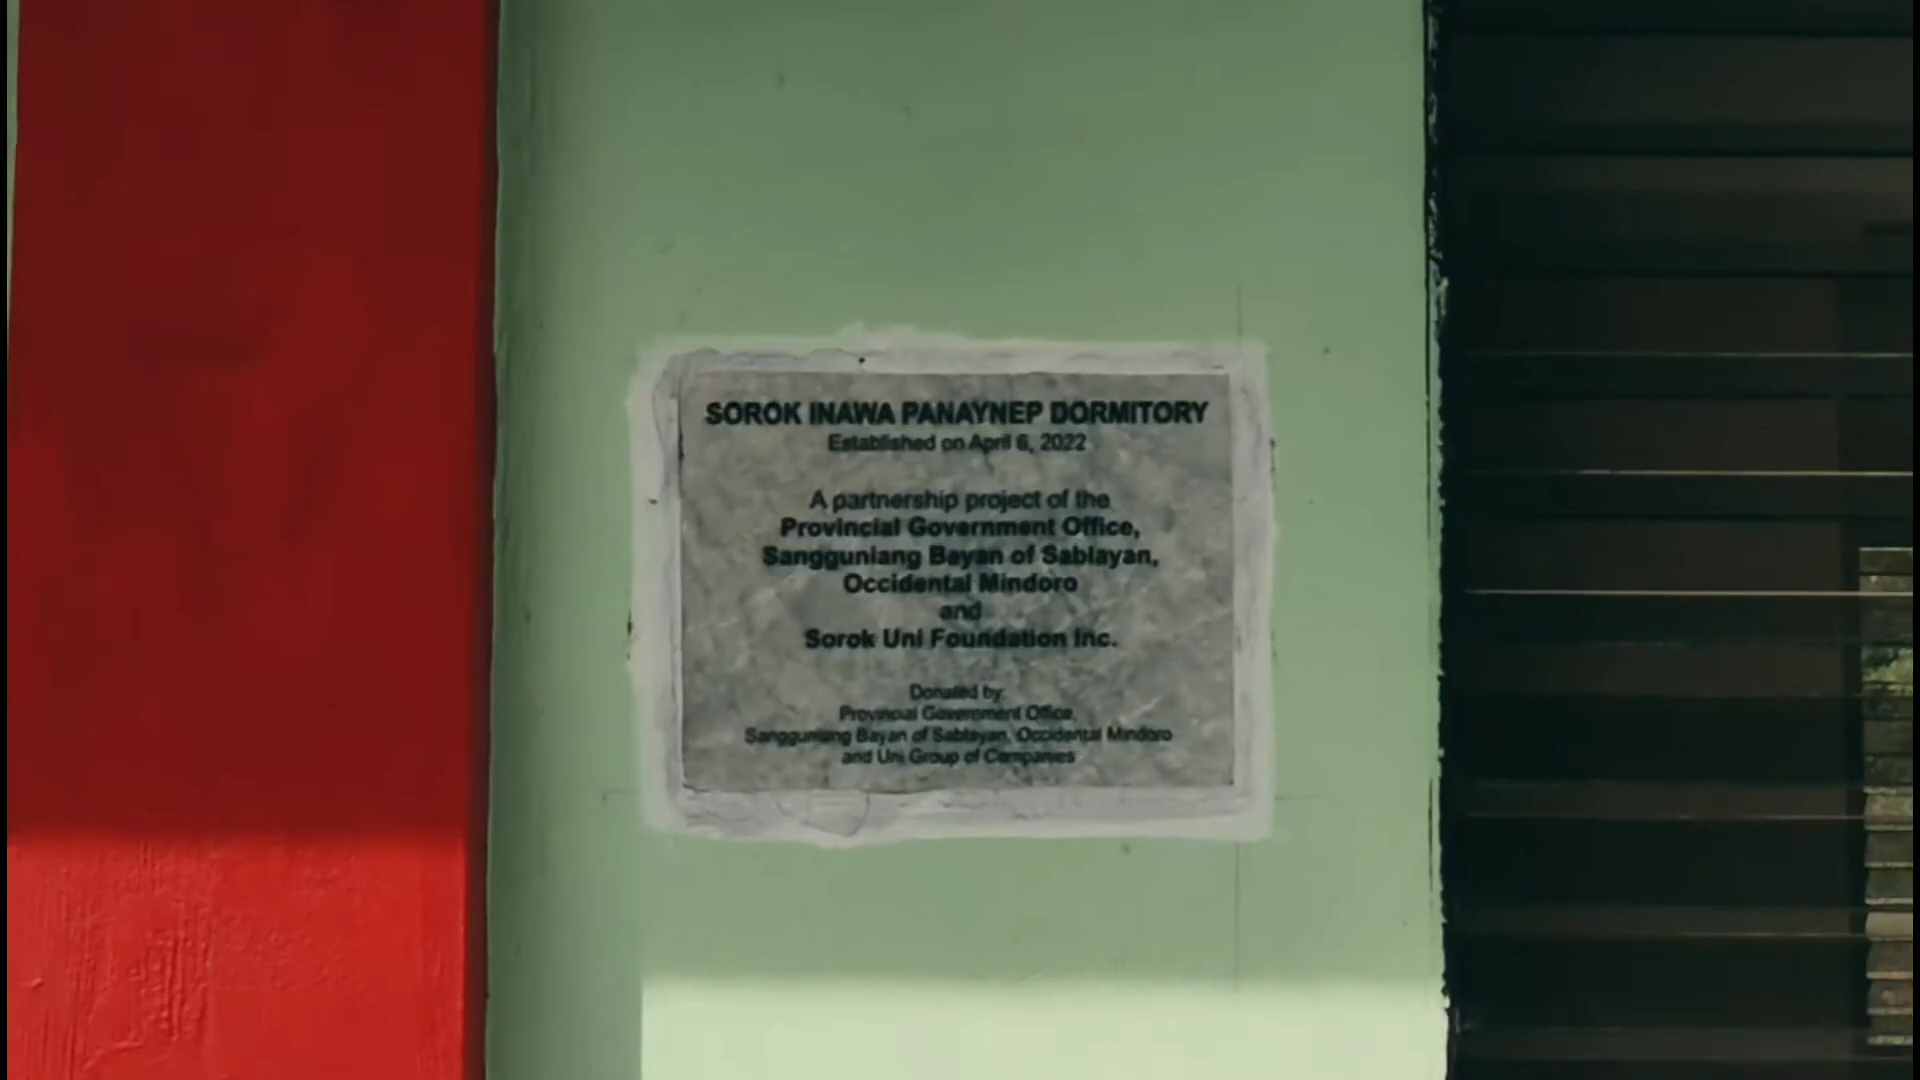 SOROK INAWA PANAYNEP DORMITORY
Established on April 6, 2022
A partnership project of the
Provincial Government Office,
Sangguniang Bayan of Sablayan,
Occidental Mindoro
and
Sorok Uni Foundation Inc.
Donated by:
Provincial Government Office,
Sangguniang Bayan of Sablayan, Occidental Mindoro
and Uni Group of Companies